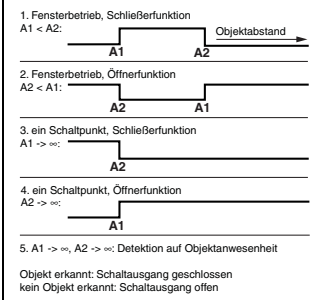 1. Fensterbetrieb, Schließerfunktion
A1 < A2:
Objektabstand
A1
A2
2. Fensterbetrieb, Öffnerfunktion
A2 < A1:
A2
A1
3. ein Schaltpunkt, Schließerfunktion
A1 -> ∞:
A2
4. ein Schaltpunkt, Öffnerfunktion
A2 -> ∞:
A1
5. A1 -> ∞, A2 -> ∞: Detektion auf Objektanwesenheit
Objekt erkannt: Schaltausgang geschlossen
kein Objekt erkannt: Schaltausgang offen